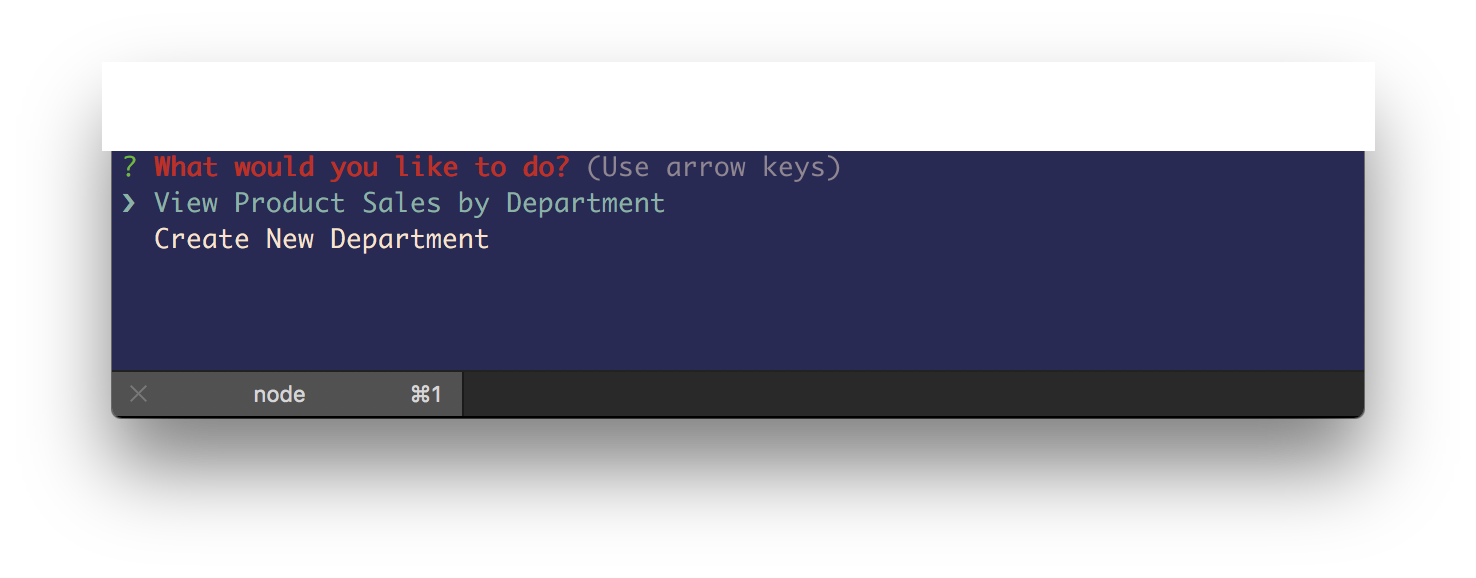 ? What would you like to do? (Use arrow keys)
❯ View Product Sales by Department
Create New Department
node ⌘1